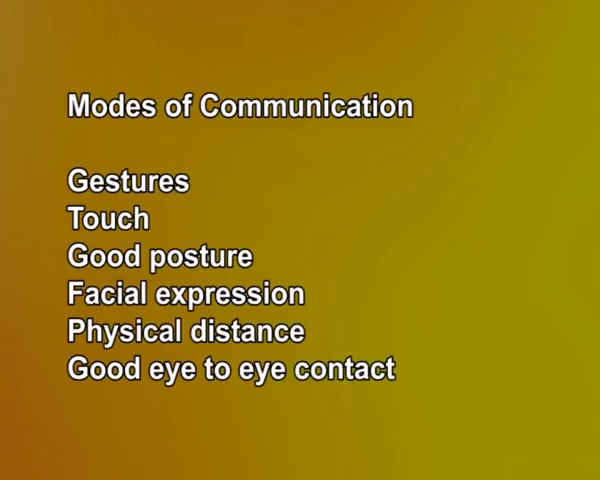 Modes of Communication
Gestures
Touch
Good posture
Facial expression
Physical distance
Good eye to eye contact